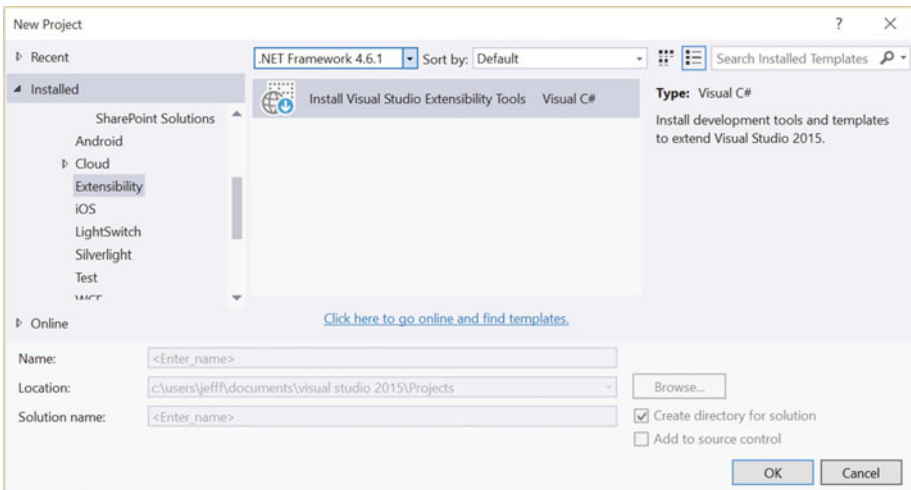 New Project
Recent
.NET Framework 4.6.1 Sort by: Default
Search Installed Templates
Installed
Install Visual Studio Extensibility Tools Visual C#
Type: Visual C#
Install development tools and templates
to extend Visual Studio 2015.
SharePoint Solutions
Android
Cloud
Extensibility
iOS
LightSwitch
Silverlight
Test
WCF
Online
Click here to go online and find templates.
Name: <Enter_name>
Location: c:\users\jefff\documents\visual studio 2015\Projects
Browse...
Solution name: <Enter_name>
Create directory for solution
Add to source control
OK Cancel